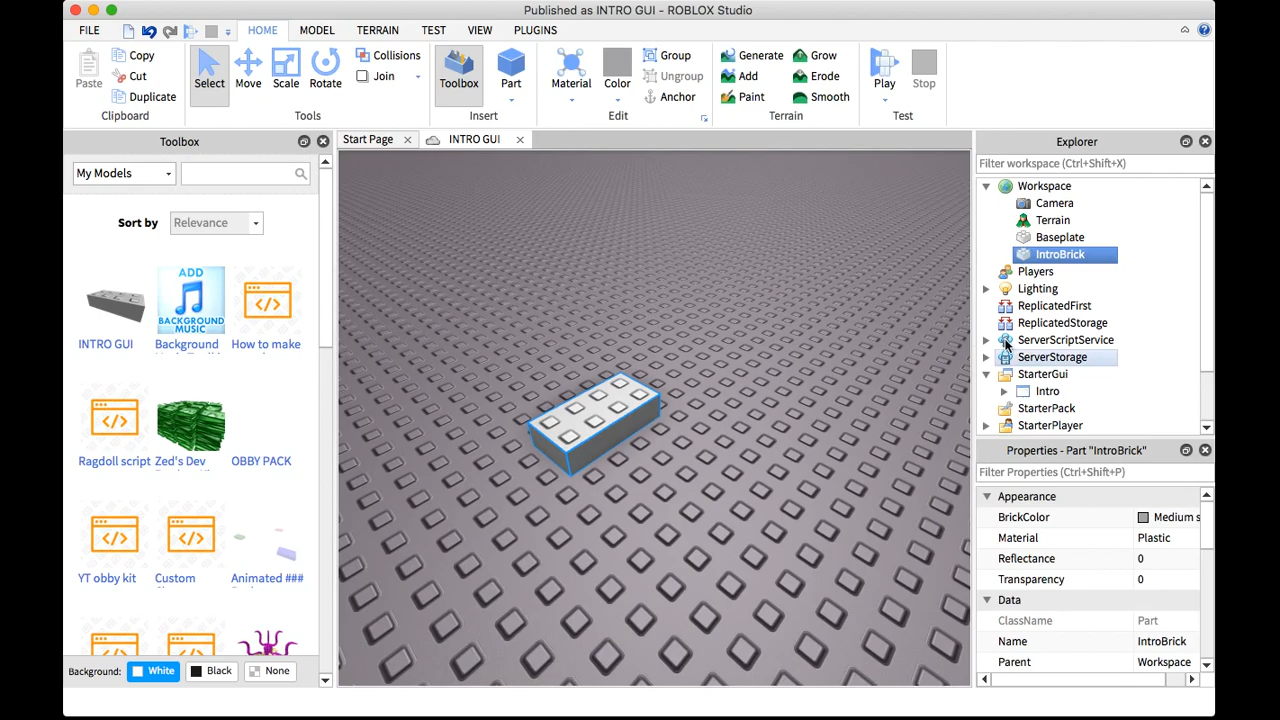 Published as INTRO GUI - ROBLOX Studio
FILE HOME MODEL TERRAIN TEST VIEW PLUGINS
Paste Copy Cut Duplicate
Clipboard
Select Move Scale Rotate Collisions Join
Tools
Toolbox Part
Insert
Material Color Group Ungroup Anchor
Edit
Generate Grow
Add Erode
Paint Smooth
Terrain
Play Stop
Test
Toolbox
My Models
Sort by Relevance
ADD
BACKGROUND
MUSIC
INTRO GUI Background How to make
Ragdoll script Zed's Dev OBBY PACK
YT obby kit Custom Animated ###
Background: White Black None
Start Page INTRO GUI
Explorer
Filter workspace (Ctrl+Shift+X)
Workspace
Camera
Terrain
Baseplate
IntroBrick
Players
Lighting
ReplicatedFirst
ReplicatedStorage
ServerScriptService
ServerStorage
StarterGui
Intro
StarterPack
StarterPlayer
Properties - Part "IntroBrick"
Filter Properties (Ctrl+Shift+P)
Appearance
BrickColor Medium s
Material Plastic
Reflectance 0
Transparency 0
Data
ClassName Part
Name IntroBrick
Parent Workspace